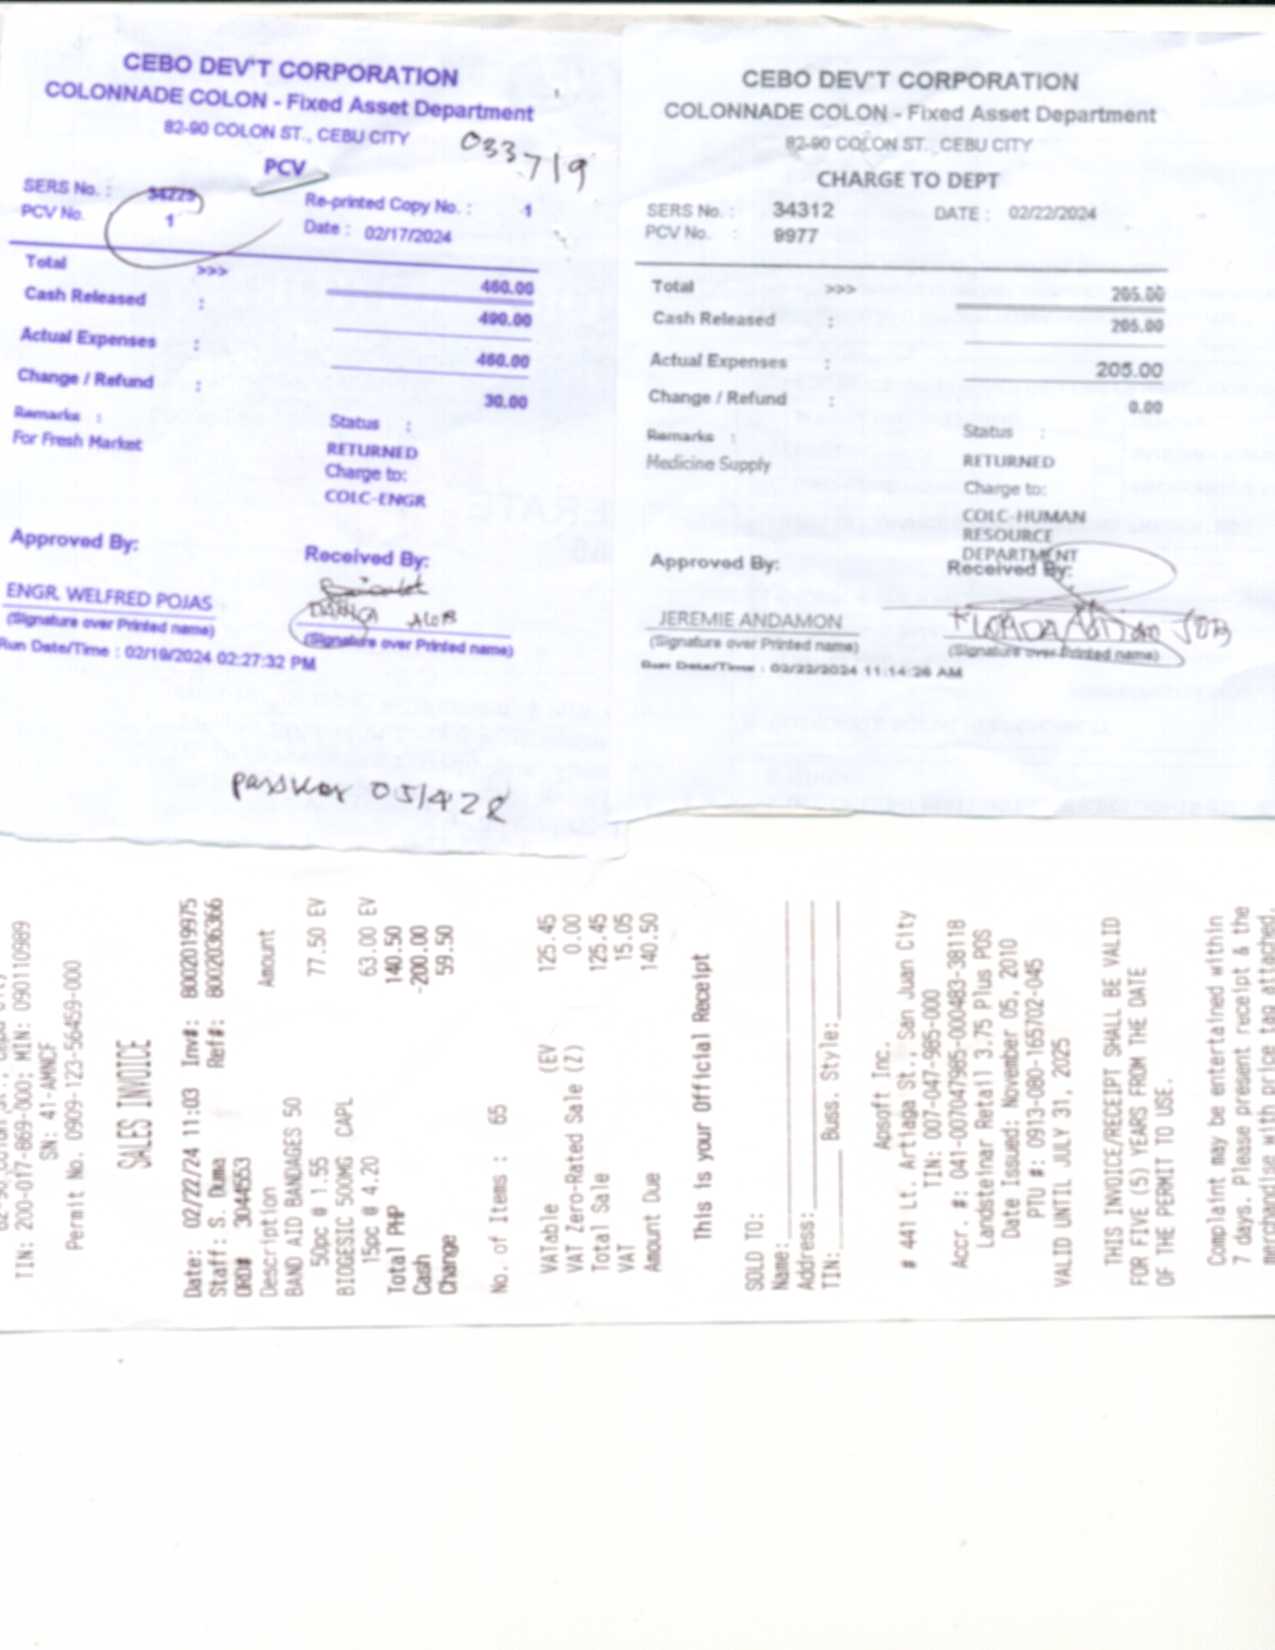 CEBO DEV'T CORPORATION
COLONNADE COLON - Fixed Asset Department
82-90 COLON ST., CEBU CITY
033719
PCV
SERS No. : 34225
Re-printed Copy No. : 1
PCV No. 1
Date : 02/17/2024
Total >>> 460.00
Cash Released : 490.00
Actual Expenses : 460.00
Change / Refund : 30.00
Remarks :
Status :
For Fresh Market
RETURNED
Charge to:
COLC-ENGR
Approved By:
Received By:
ENGR. WELFRED POJAS
(Signature over Printed name)
(Signature over Printed name)
Run Date/Time : 02/19/2024 02:27:32 PM
CEBO DEV'T CORPORATION
COLONNADE COLON - Fixed Asset Department
82-90 COLON ST., CEBU CITY
CHARGE TO DEPT
SERS No. : 34312
DATE : 02/22/2024
PCV No. : 9977
Total >>> 205.00
Cash Released : 205.00
Actual Expenses : 205.00
Change / Refund : 0.00
Remarks :
Status :
Medicine Supply
RETURNED
Charge to:
COLC-HUMAN
RESOURCE
DEPARTMENT
Approved By:
Received By:
JEREMIE ANDAMON
(Signature over Printed name)
(Signature over Printed name)
Run Date/Time : 02/22/2024 11:14:26 AM
TIN: 200-017-869-000; MIN: 090110989
SN: 41-AMNCF
Permit No. 0909-123-56459-000
SALES INVOICE
Date: 02/22/24 11:03 Inv#: 8002019975
Staff: S. Duma Ref#: 8002036366
ORD# 3044553
Description Amount
BAND AID BANDAGES 50
50pc @ 1.55 77.50 EV
BIOGESIC 500MG CAPL
15pc @ 4.20 63.00 EV
Total PHP 140.50
Cash -200.00
Change 59.50
No. of Items : 65
VATable (EV 125.45
VAT Zero-Rated Sale (Z) 0.00
Total Sale 125.45
VAT 15.05
Amount Due 140.50
This is your Official Receipt
SOLD TO:
Name:
Address:
TIN: Buss. Style:
Apsoft Inc.
# 441 Lt. Artiaga St., San Juan City
TIN: 007-047-985-000
Accr. #: 041-007047985-000483-38118
Landsteinar Retail 3.75 Plus POS
Date Issued: November 05, 2010
PTU #: 0913-080-165702-045
VALID UNTIL JULY 31, 2025
THIS INVOICE/RECEIPT SHALL BE VALID
FOR FIVE (5) YEARS FROM THE DATE
OF THE PERMIT TO USE.
Complaint may be entertained within
7 days. Please present receipt & the
merchandise with price tag attached.